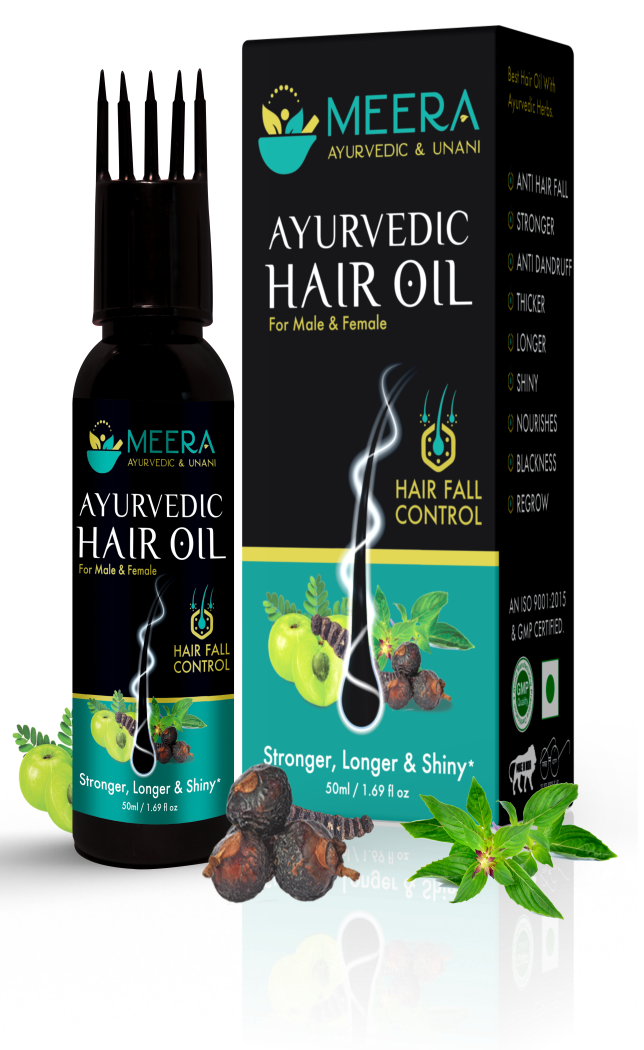 MEERA
AYURVEDIC & UNANI
AYURVEDIC
HAIR OIL
For Male & Female
HAIR FALL
CONTROL
Stronger, Longer & Shiny*
50ml / 1.69 fl oz
Best Hair Oil With
Ayurvedic Herbs.
ANTI HAIR FALL
STRONGER
ANTI DANDRUFF
THICKER
LONGER
SHINY
NOURISHES
BLACKNESS
REGROW
AN ISO 9001:2015
& GMP CERTIFIED.
GMP
MEERA
AYURVEDIC & UNANI
AYURVEDIC
HAIR OIL
For Male & Female
HAIR FALL
CONTROL
Stronger, Longer & Shiny*
50ml / 1.69 fl oz